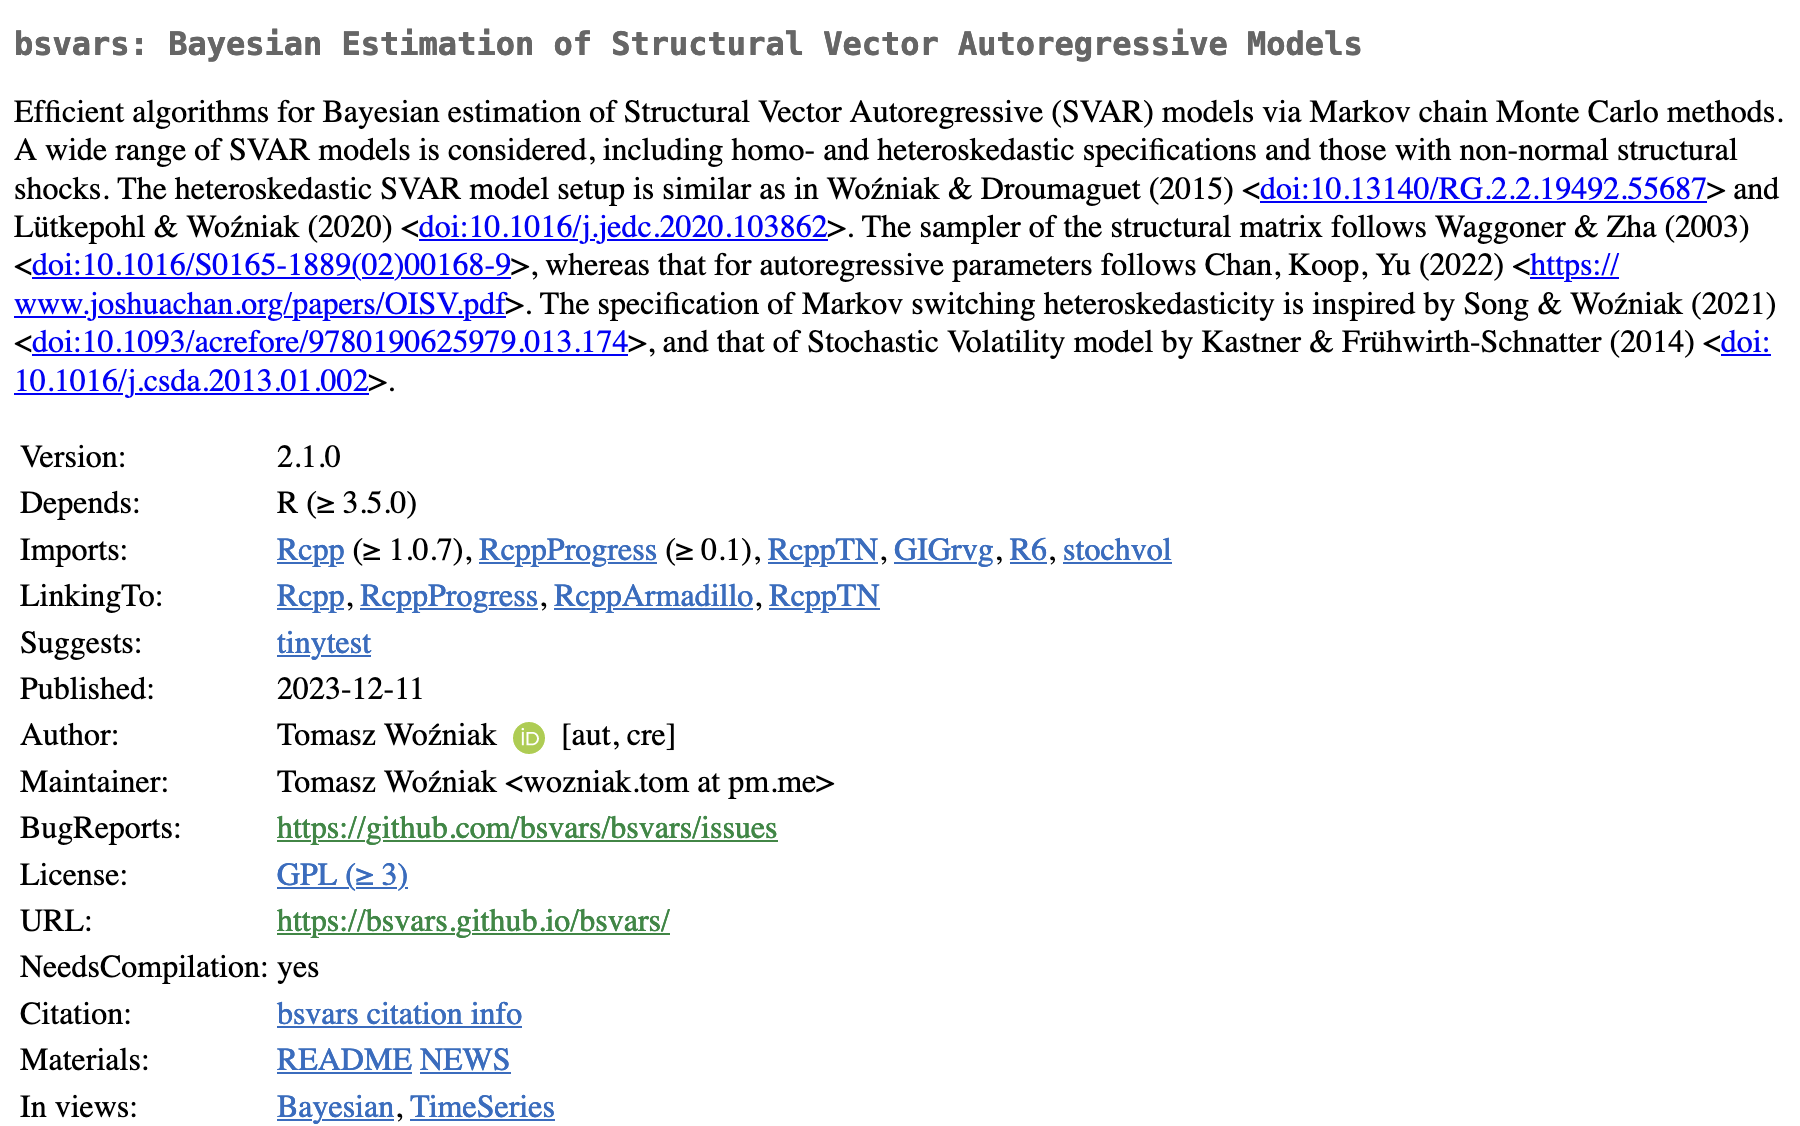 bsvars: Bayesian Estimation of Structural Vector Autoregressive Models
Efficient algorithms for Bayesian estimation of Structural Vector Autoregressive (SVAR) models via Markov chain Monte Carlo methods.
A wide range of SVAR models is considered, including homo- and heteroskedastic specifications and those with non-normal structural
shocks. The heteroskedastic SVAR model setup is similar as in Woźniak & Droumaguet (2015) <doi:10.13140/RG.2.2.19492.55687> and
Lütkepohl & Woźniak (2020) <doi:10.1016/j.jedc.2020.103862>. The sampler of the structural matrix follows Waggoner & Zha (2003)
<doi:10.1016/S0165-1889(02)00168-9>, whereas that for autoregressive parameters follows Chan, Koop, Yu (2022) <https://
www.joshuachan.org/papers/OISV.pdf>. The specification of Markov switching heteroskedasticity is inspired by Song & Woźniak (2021)
<doi:10.1093/acrefore/9780190625979.013.174>, and that of Stochastic Volatility model by Kastner & Frühwirth-Schnatter (2014) <doi:
10.1016/j.csda.2013.01.002>.
Version: 2.1.0
Depends: R (≥ 3.5.0)
Imports: Rcpp (≥ 1.0.7), RcppProgress (≥ 0.1), RcppTN, GIGrvg, R6, stochvol
LinkingTo: Rcpp, RcppProgress, RcppArmadillo, RcppTN
Suggests: tinytest
Published: 2023-12-11
Author: Tomasz Woźniak iD [aut, cre]
Maintainer: Tomasz Woźniak <wozniak.tom at pm.me>
BugReports: https://github.com/bsvars/bsvars/issues
License: GPL (≥ 3)
URL: https://bsvars.github.io/bsvars/
NeedsCompilation: yes
Citation: bsvars citation info
Materials: README NEWS
In views: Bayesian, TimeSeries